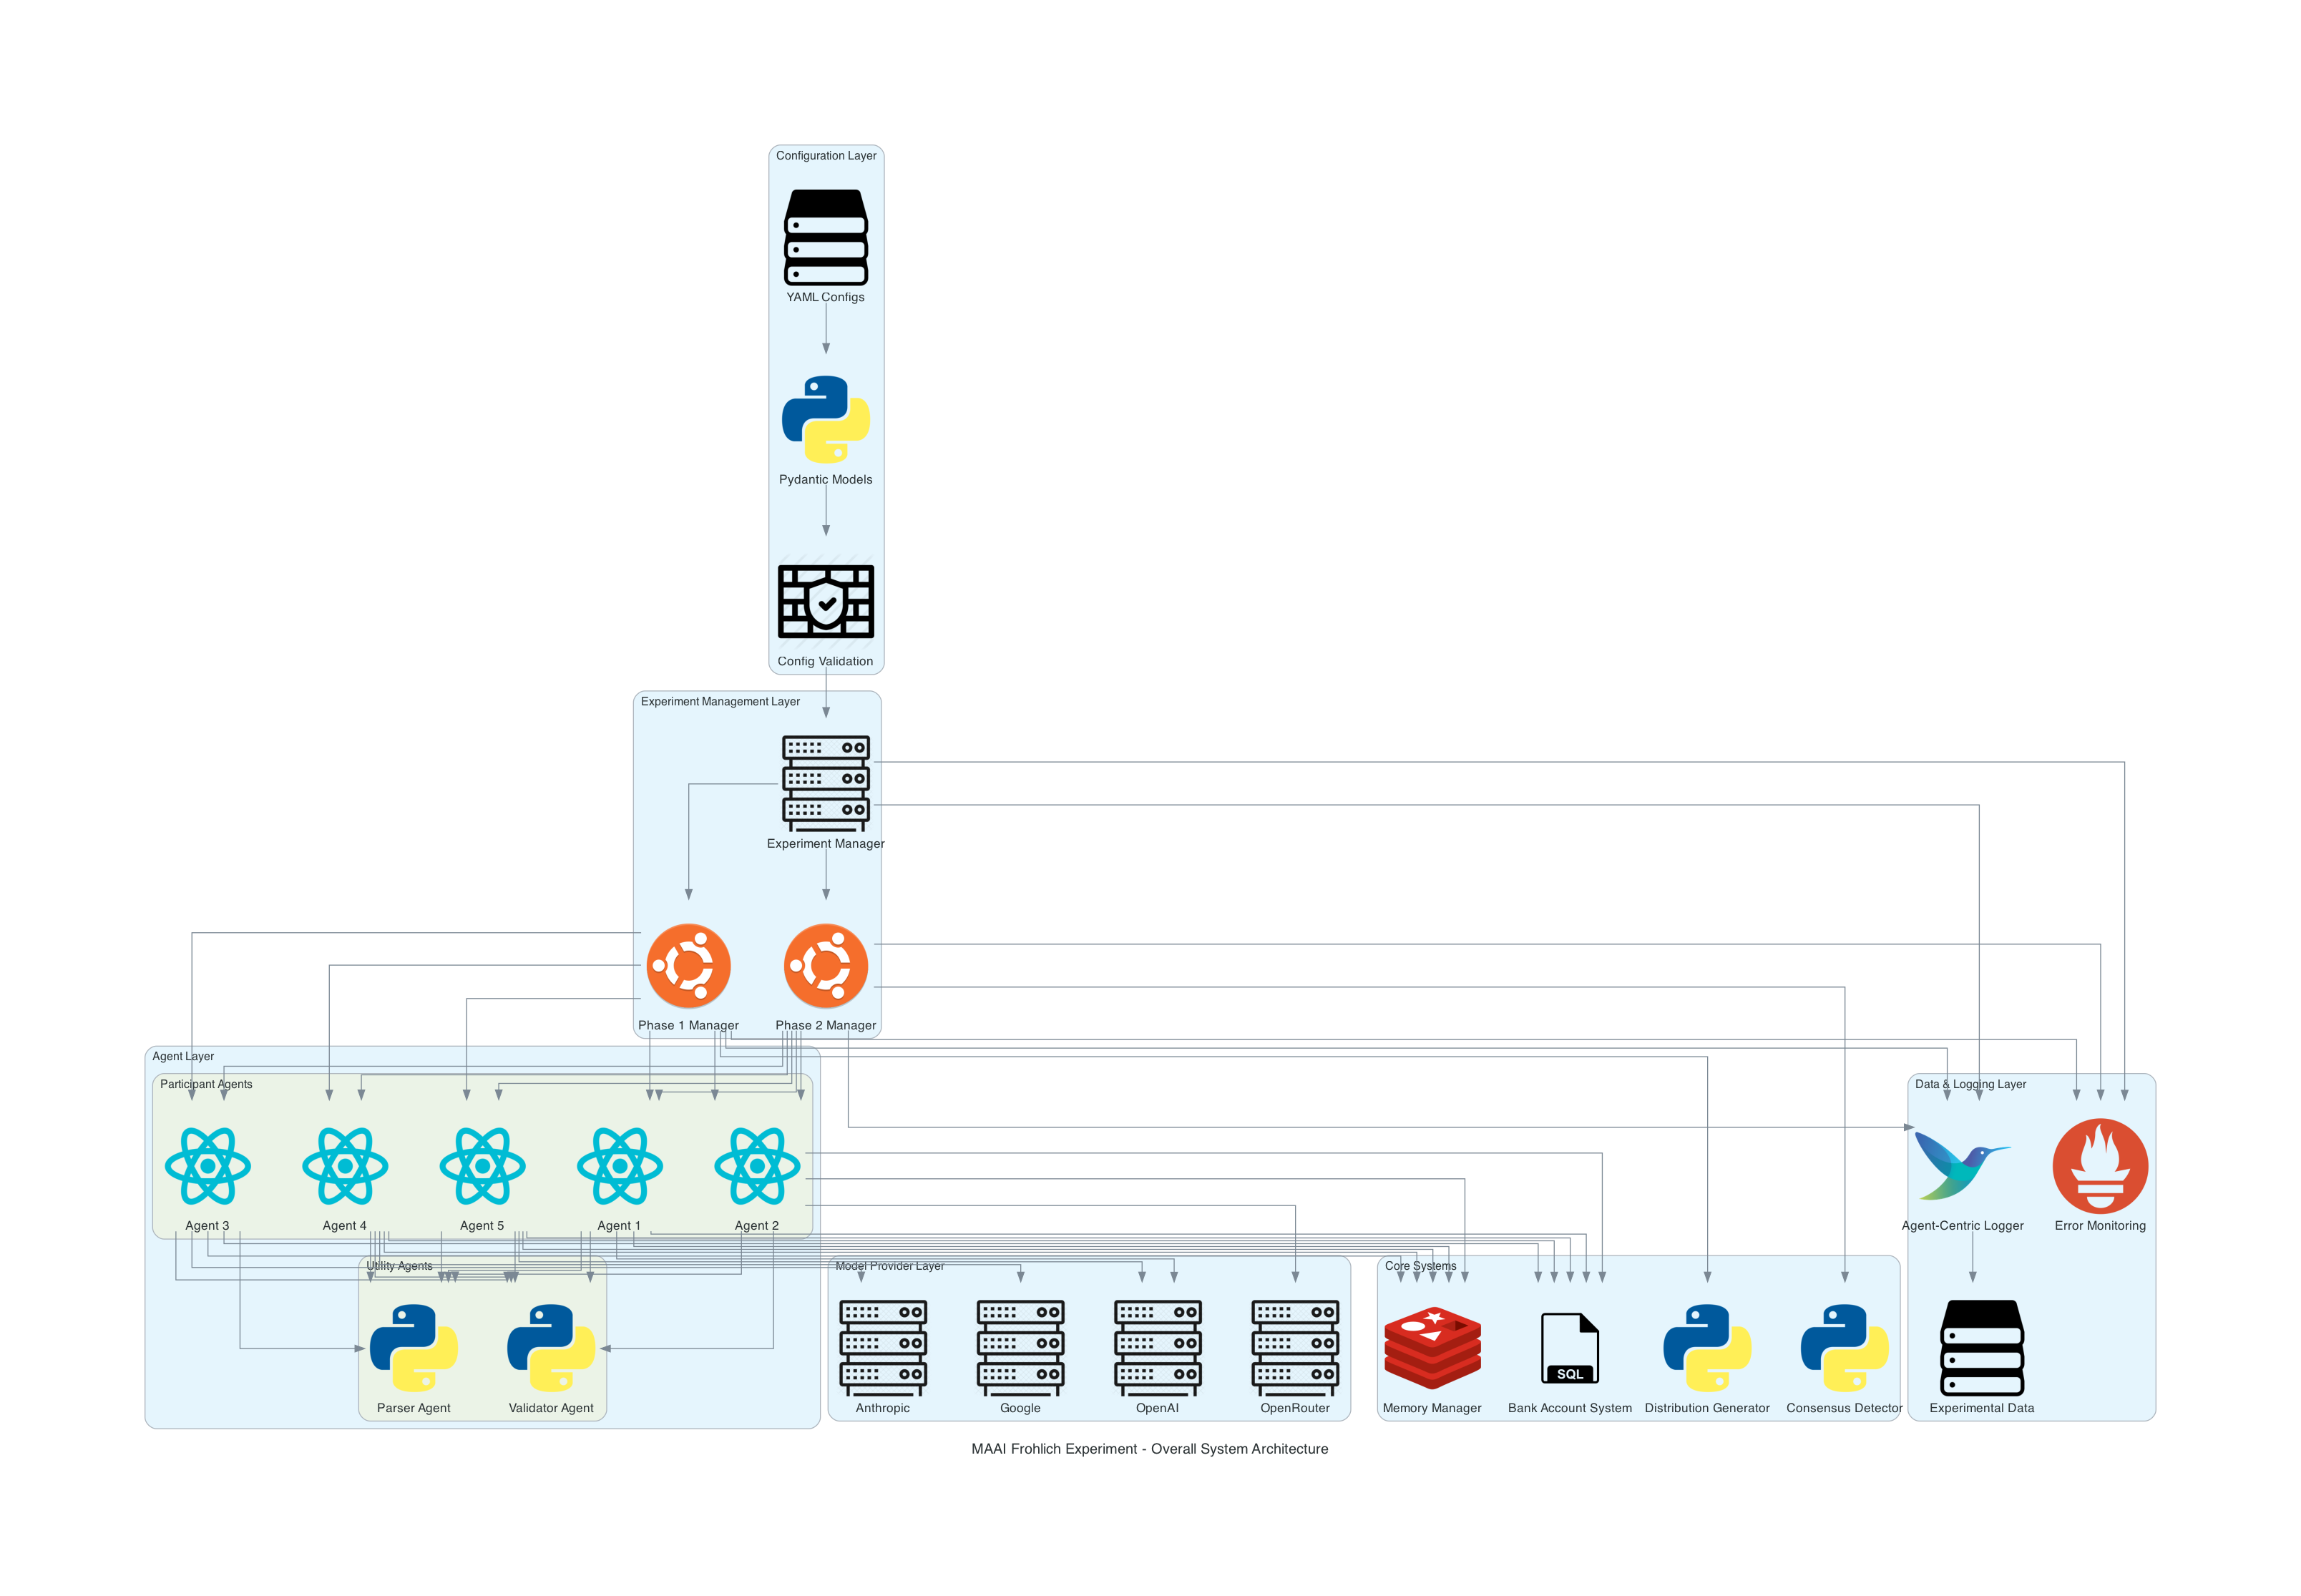 Configuration Layer
YAML Configs
Pydantic Models
Config Validation
Experiment Management Layer
Experiment Manager
Phase 1 Manager
Phase 2 Manager
Agent Layer
Participant Agents
Agent 3
Agent 4
Agent 5
Agent 1
Agent 2
Utility Agents
Parser Agent
Validator Agent
Model Provider Layer
Anthropic
Google
OpenAI
OpenRouter
Core Systems
Memory Manager
SQL
Bank Account System
Distribution Generator
Consensus Detector
Data & Logging Layer
Agent-Centric Logger
Error Monitoring
Experimental Data
MAAI Frohlich Experiment - Overall System Architecture